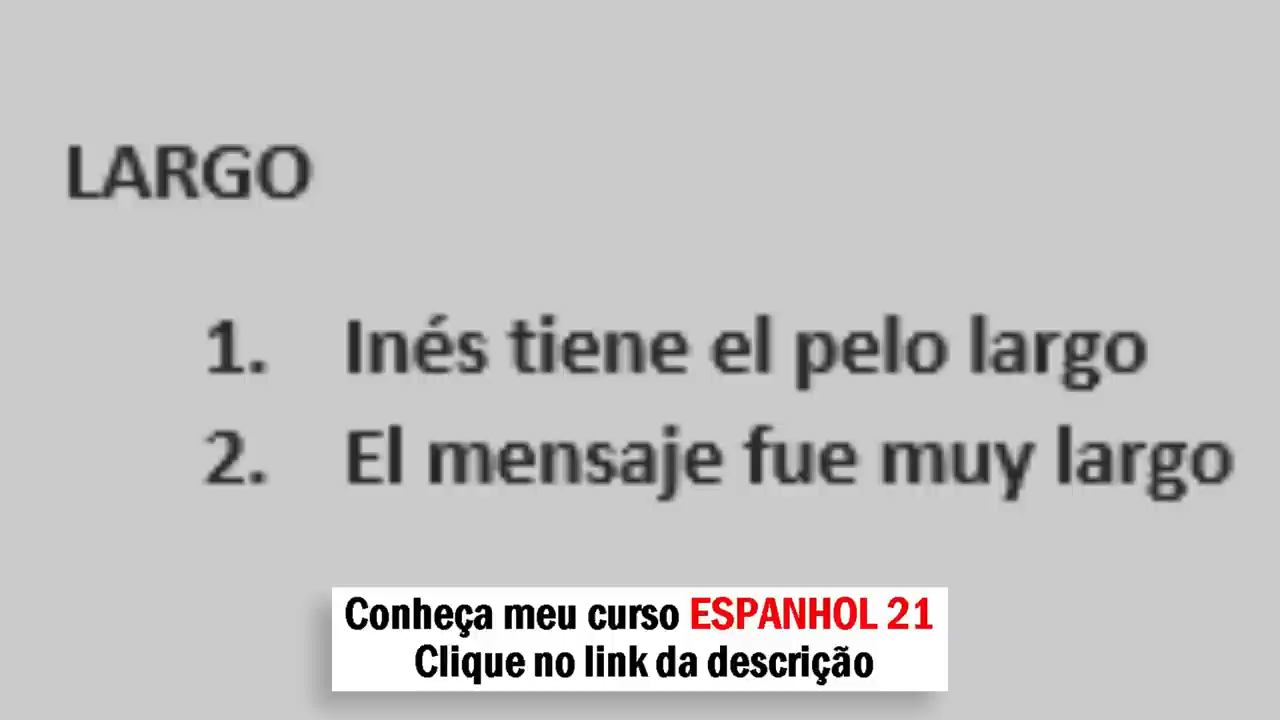 LARGO
1. Inés tiene el pelo largo
2. El mensaje fue muy largo
Conheça meu curso ESPANHOL 21
Clique no link da descrição